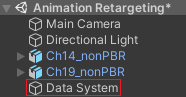 Animation Retargeting*
Main Camera
Directional Light
Ch14_nonPBR
Ch19_nonPBR
Data System